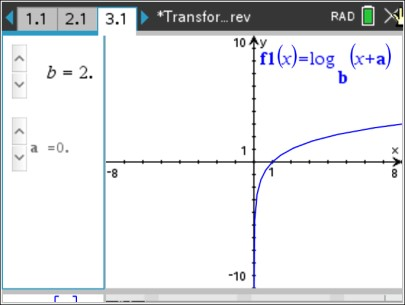 1.1 2.1 3.1 *Transfor...rev RAD
b = 2.
a =0.
10 y
f1(x)=log b (x+a)
1
x
-8 1 8
-10